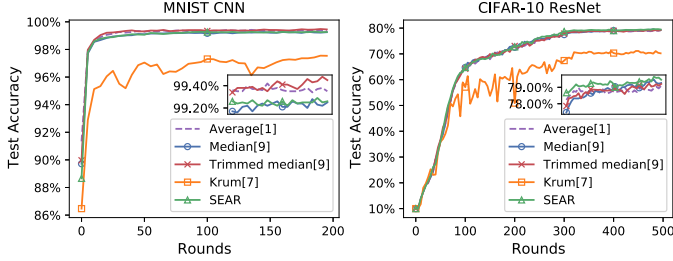 MNIST CNN
100%
98%
96%
94%
92%
90%
88%
86%
Test Accuracy
99.40%
99.20%
Average[1]
Median[9]
Trimmed median[9]
Krum[7]
SEAR
0 50 100 150 200
Rounds
CIFAR-10 ResNet
80%
70%
60%
50%
40%
30%
20%
10%
Test Accuracy
79.00%
78.00%
Average[1]
Median[9]
Trimmed median[9]
Krum[7]
SEAR
0 100 200 300 400 500
Rounds